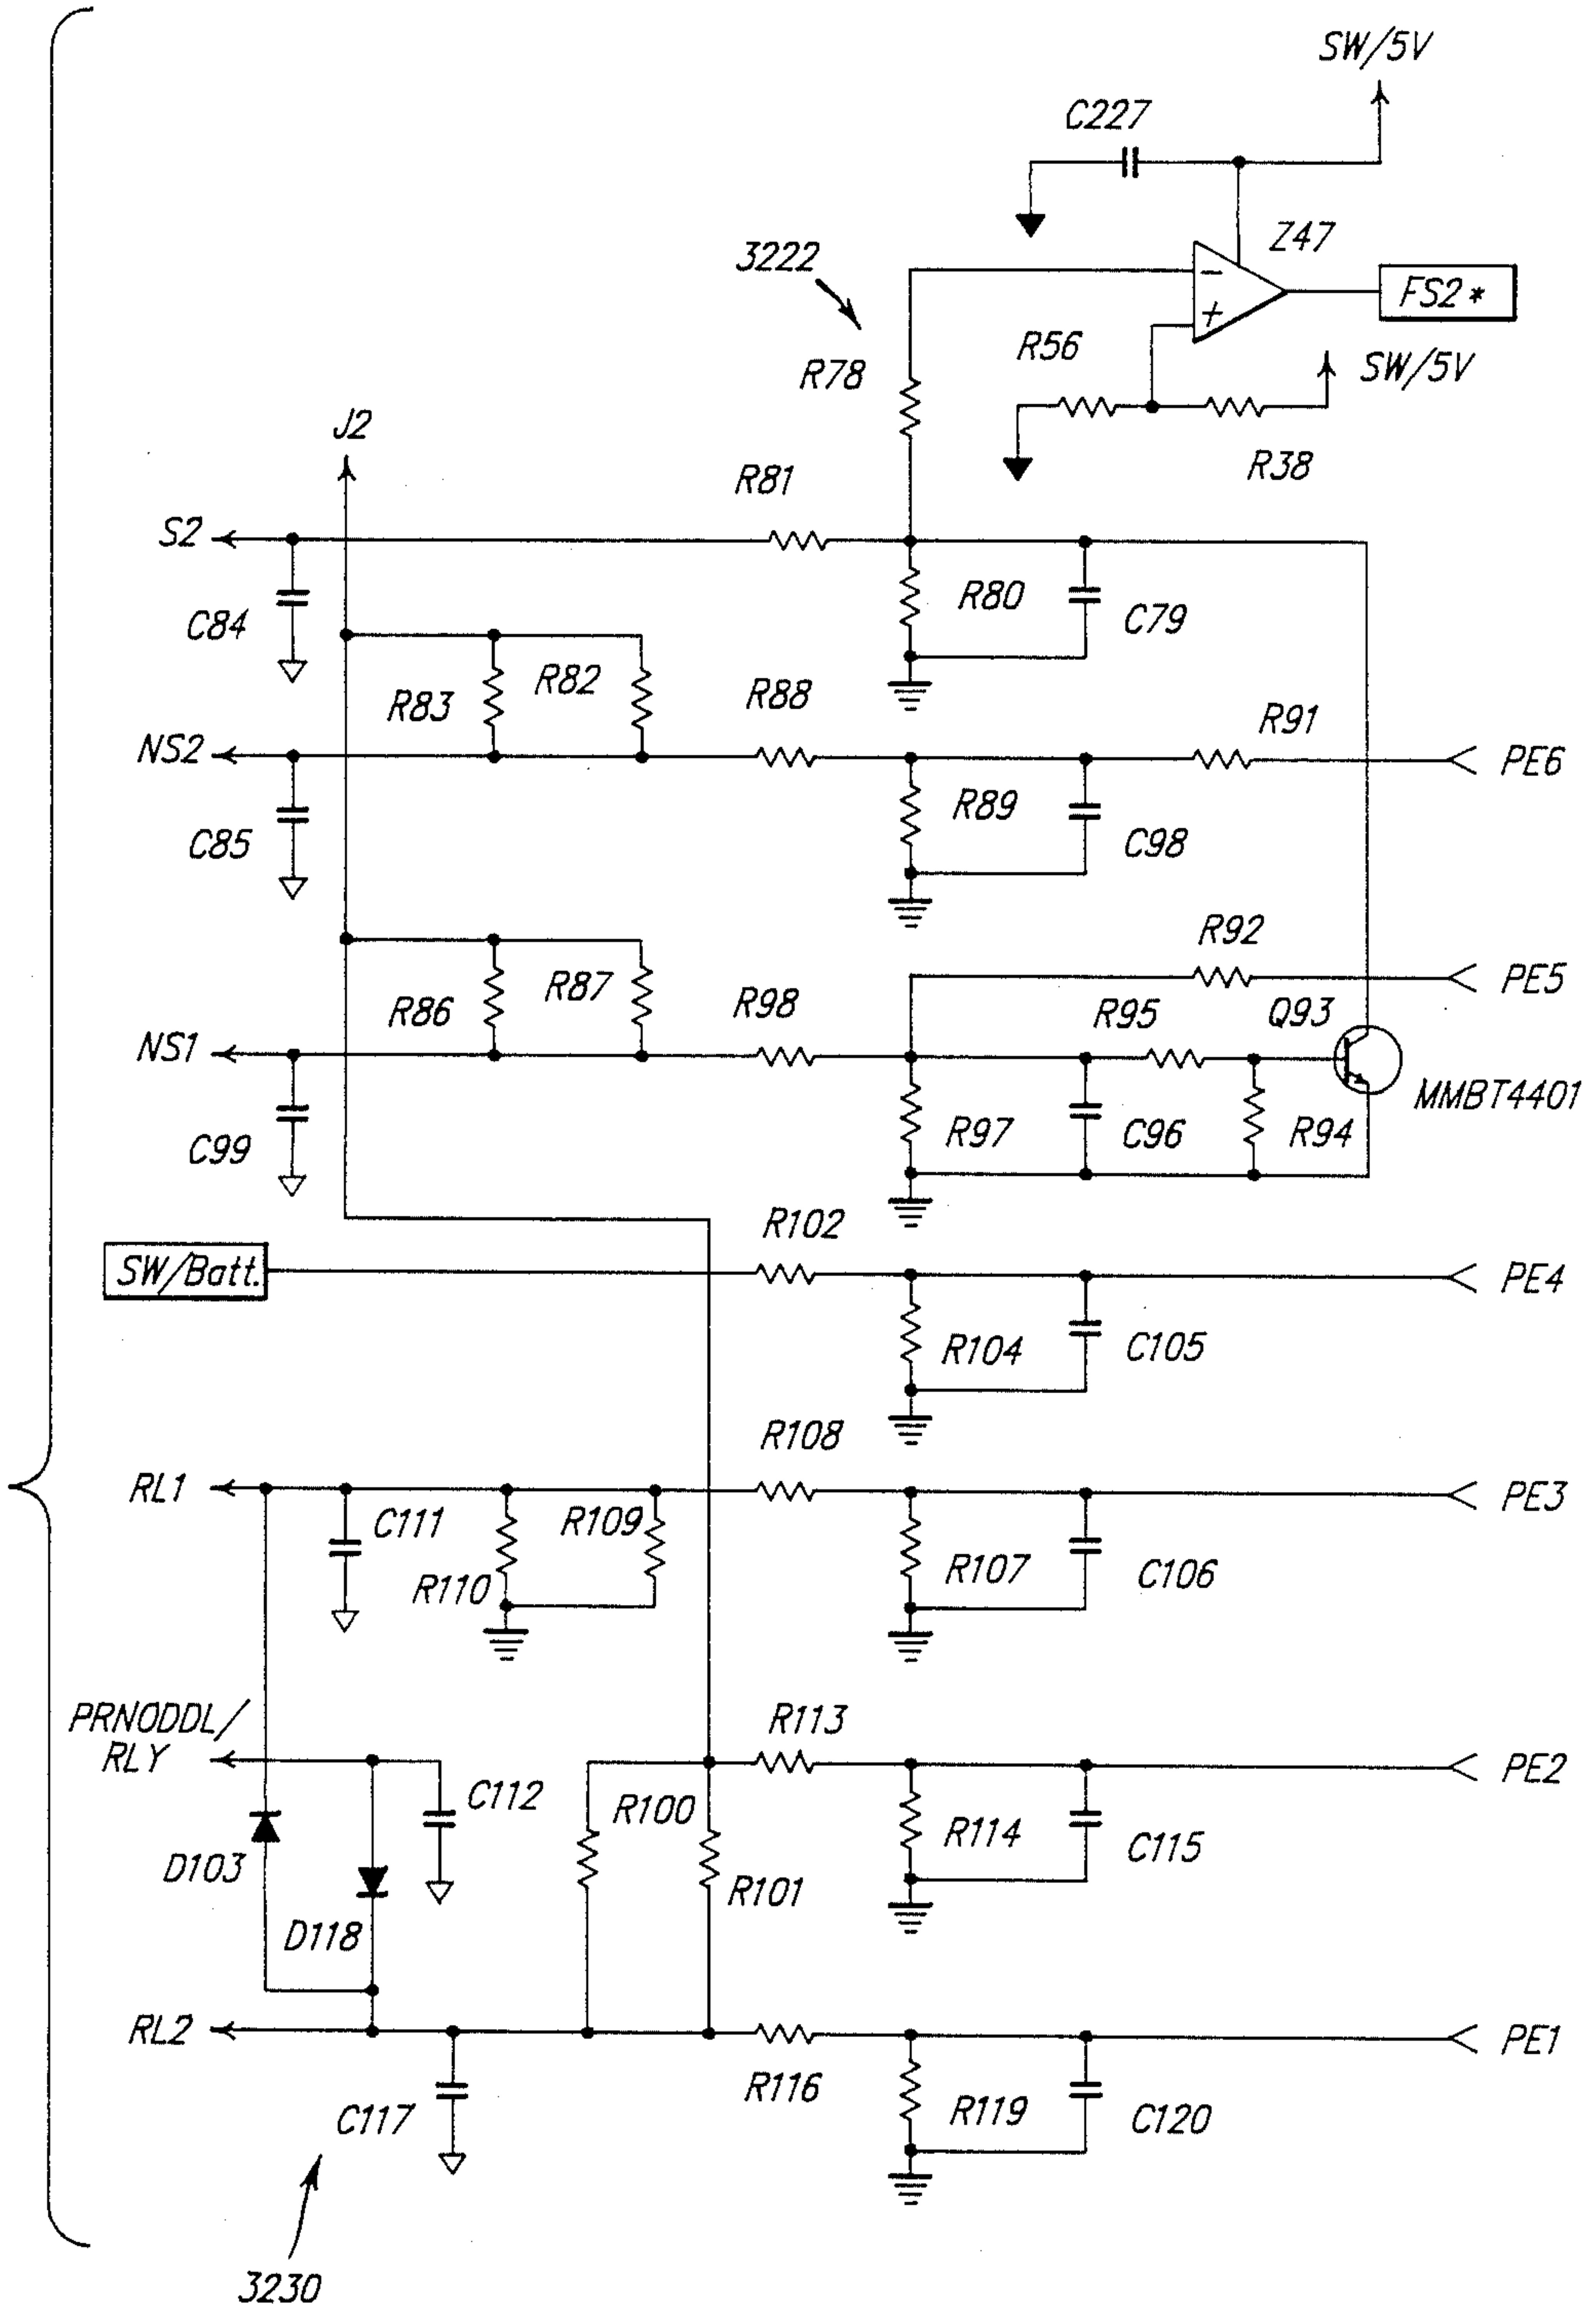 SW/5V
C227
Z47
3222
FS2*
R56
SW/5V
R78
J2
R38
R81
S2
R80
C79
C84
R82
R83
R88
R91
NS2
PE6
R89
C98
C85
R92
PE5
R87
R86
R98
R95
Q93
NS1
MMBT4401
R97
C96
R94
C99
R102
SW/Batt.
PE4
R104
C105
R108
RL1
PE3
C111
R109
R110
R107
C106
PRNODDL/
RLY
R113
PE2
C112
R100
R114
C115
D103
R101
D118
RL2
PE1
R116
C117
R119
C120
3230